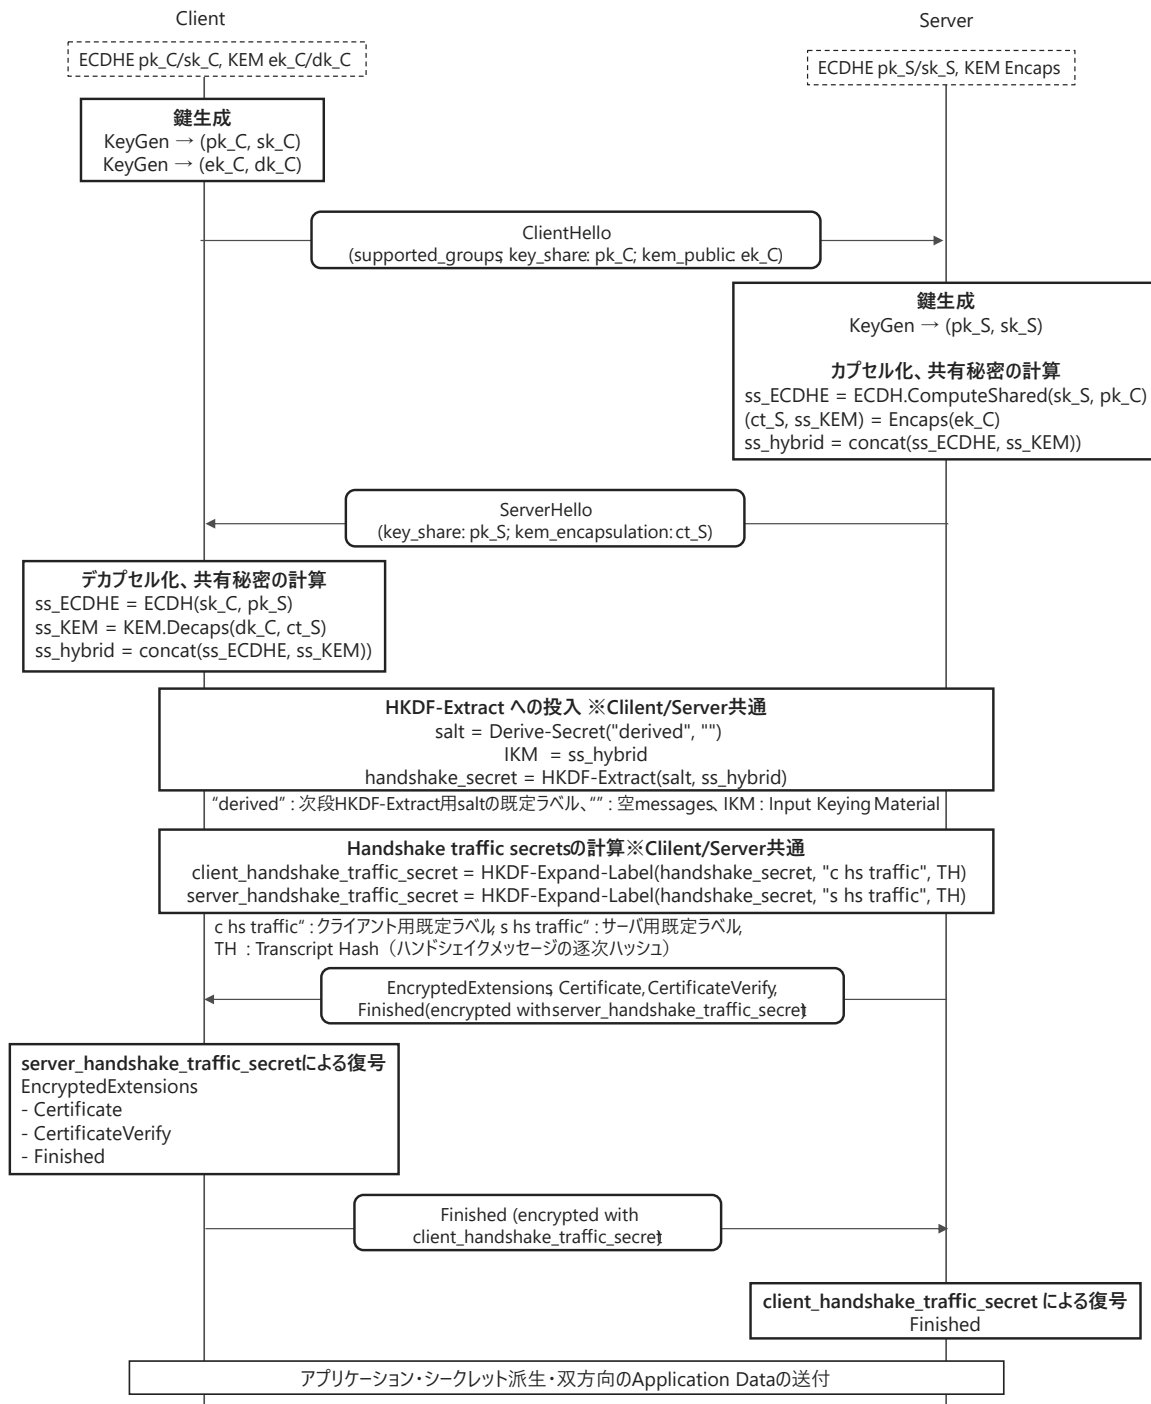 Client
Server
ECDHE pk_C/sk_C, KEM ek_C/dk_C
ECDHE pk_S/sk_S, KEM Encaps
鍵生成
KeyGen → (pk_C, sk_C)
KeyGen → (ek_C, dk_C)
ClientHello
(supported_groups; key_share: pk_C; kem_public: ek_C)
鍵生成
KeyGen → (pk_S, sk_S)
カプセル化、共有秘密の計算
ss_ECDHE = ECDH.ComputeShared(sk_S, pk_C)
(ct_S, ss_KEM) = Encaps(ek_C)
ss_hybrid = concat(ss_ECDHE, ss_KEM))
ServerHello
(key_share: pk_S; kem_encapsulation: ct_S)
デカプセル化、共有秘密の計算
ss_ECDHE = ECDH(sk_C, pk_S)
ss_KEM = KEM.Decaps(dk_C, ct_S)
ss_hybrid = concat(ss_ECDHE, ss_KEM))
HKDF-Extract への投入 ※Clilent/Server共通
salt = Derive-Secret("derived", "")
IKM = ss_hybrid
handshake_secret = HKDF-Extract(salt, ss_hybrid)
“derived” : 次段HKDF-Extract用saltの既定ラベル、“” : 空messages、IKM : Input Keying Material
Handshake traffic secretsの計算※Clilent/Server共通
client_handshake_traffic_secret = HKDF-Expand-Label(handshake_secret, "c hs traffic", TH)
server_handshake_traffic_secret = HKDF-Expand-Label(handshake_secret, "s hs traffic", TH)
c hs traffic“ : クライアント用既定ラベル, s hs traffic“ : サーバ用既定ラベル,
TH : Transcript Hash（ハンドシェイクメッセージの逐次ハッシュ）
EncryptedExtensions, Certificate, CertificateVerify,
Finished(encrypted with server_handshake_traffic_secret)
server_handshake_traffic_secretによる復号
EncryptedExtensions
- Certificate
- CertificateVerify
- Finished
Finished (encrypted with
client_handshake_traffic_secret)
client_handshake_traffic_secret による復号
Finished
アプリケーション・シークレット派生・双方向のApplication Dataの送付